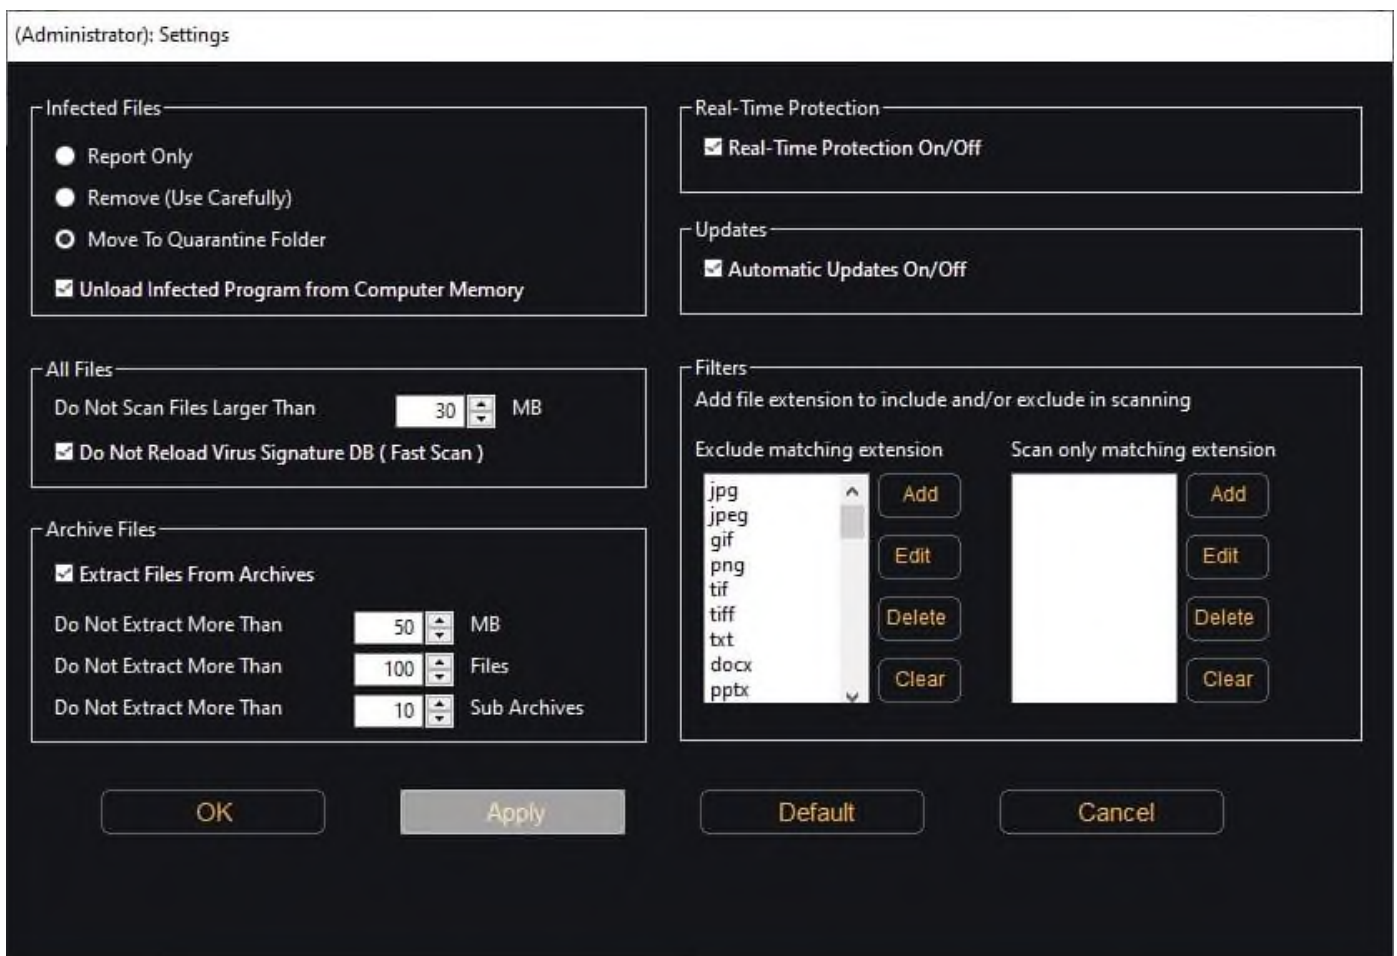 (Administrator): Settings
Infected Files
Report Only
Remove (Use Carefully)
Move To Quarantine Folder
Unload Infected Program from Computer Memory
All Files
Do Not Scan Files Larger Than 30 MB
Do Not Reload Virus Signature DB ( Fast Scan )
Archive Files
Extract Files From Archives
Do Not Extract More Than 50 MB
Do Not Extract More Than 100 Files
Do Not Extract More Than 10 Sub Archives
Real-Time Protection
Real-Time Protection On/Off
Updates
Automatic Updates On/Off
Filters
Add file extension to include and/or exclude in scanning
Exclude matching extension
jpg
jpeg
gif
png
tif
tiff
txt
docx
pptx
Add
Edit
Delete
Clear
Scan only matching extension
Add
Edit
Delete
Clear
OK
Apply
Default
Cancel